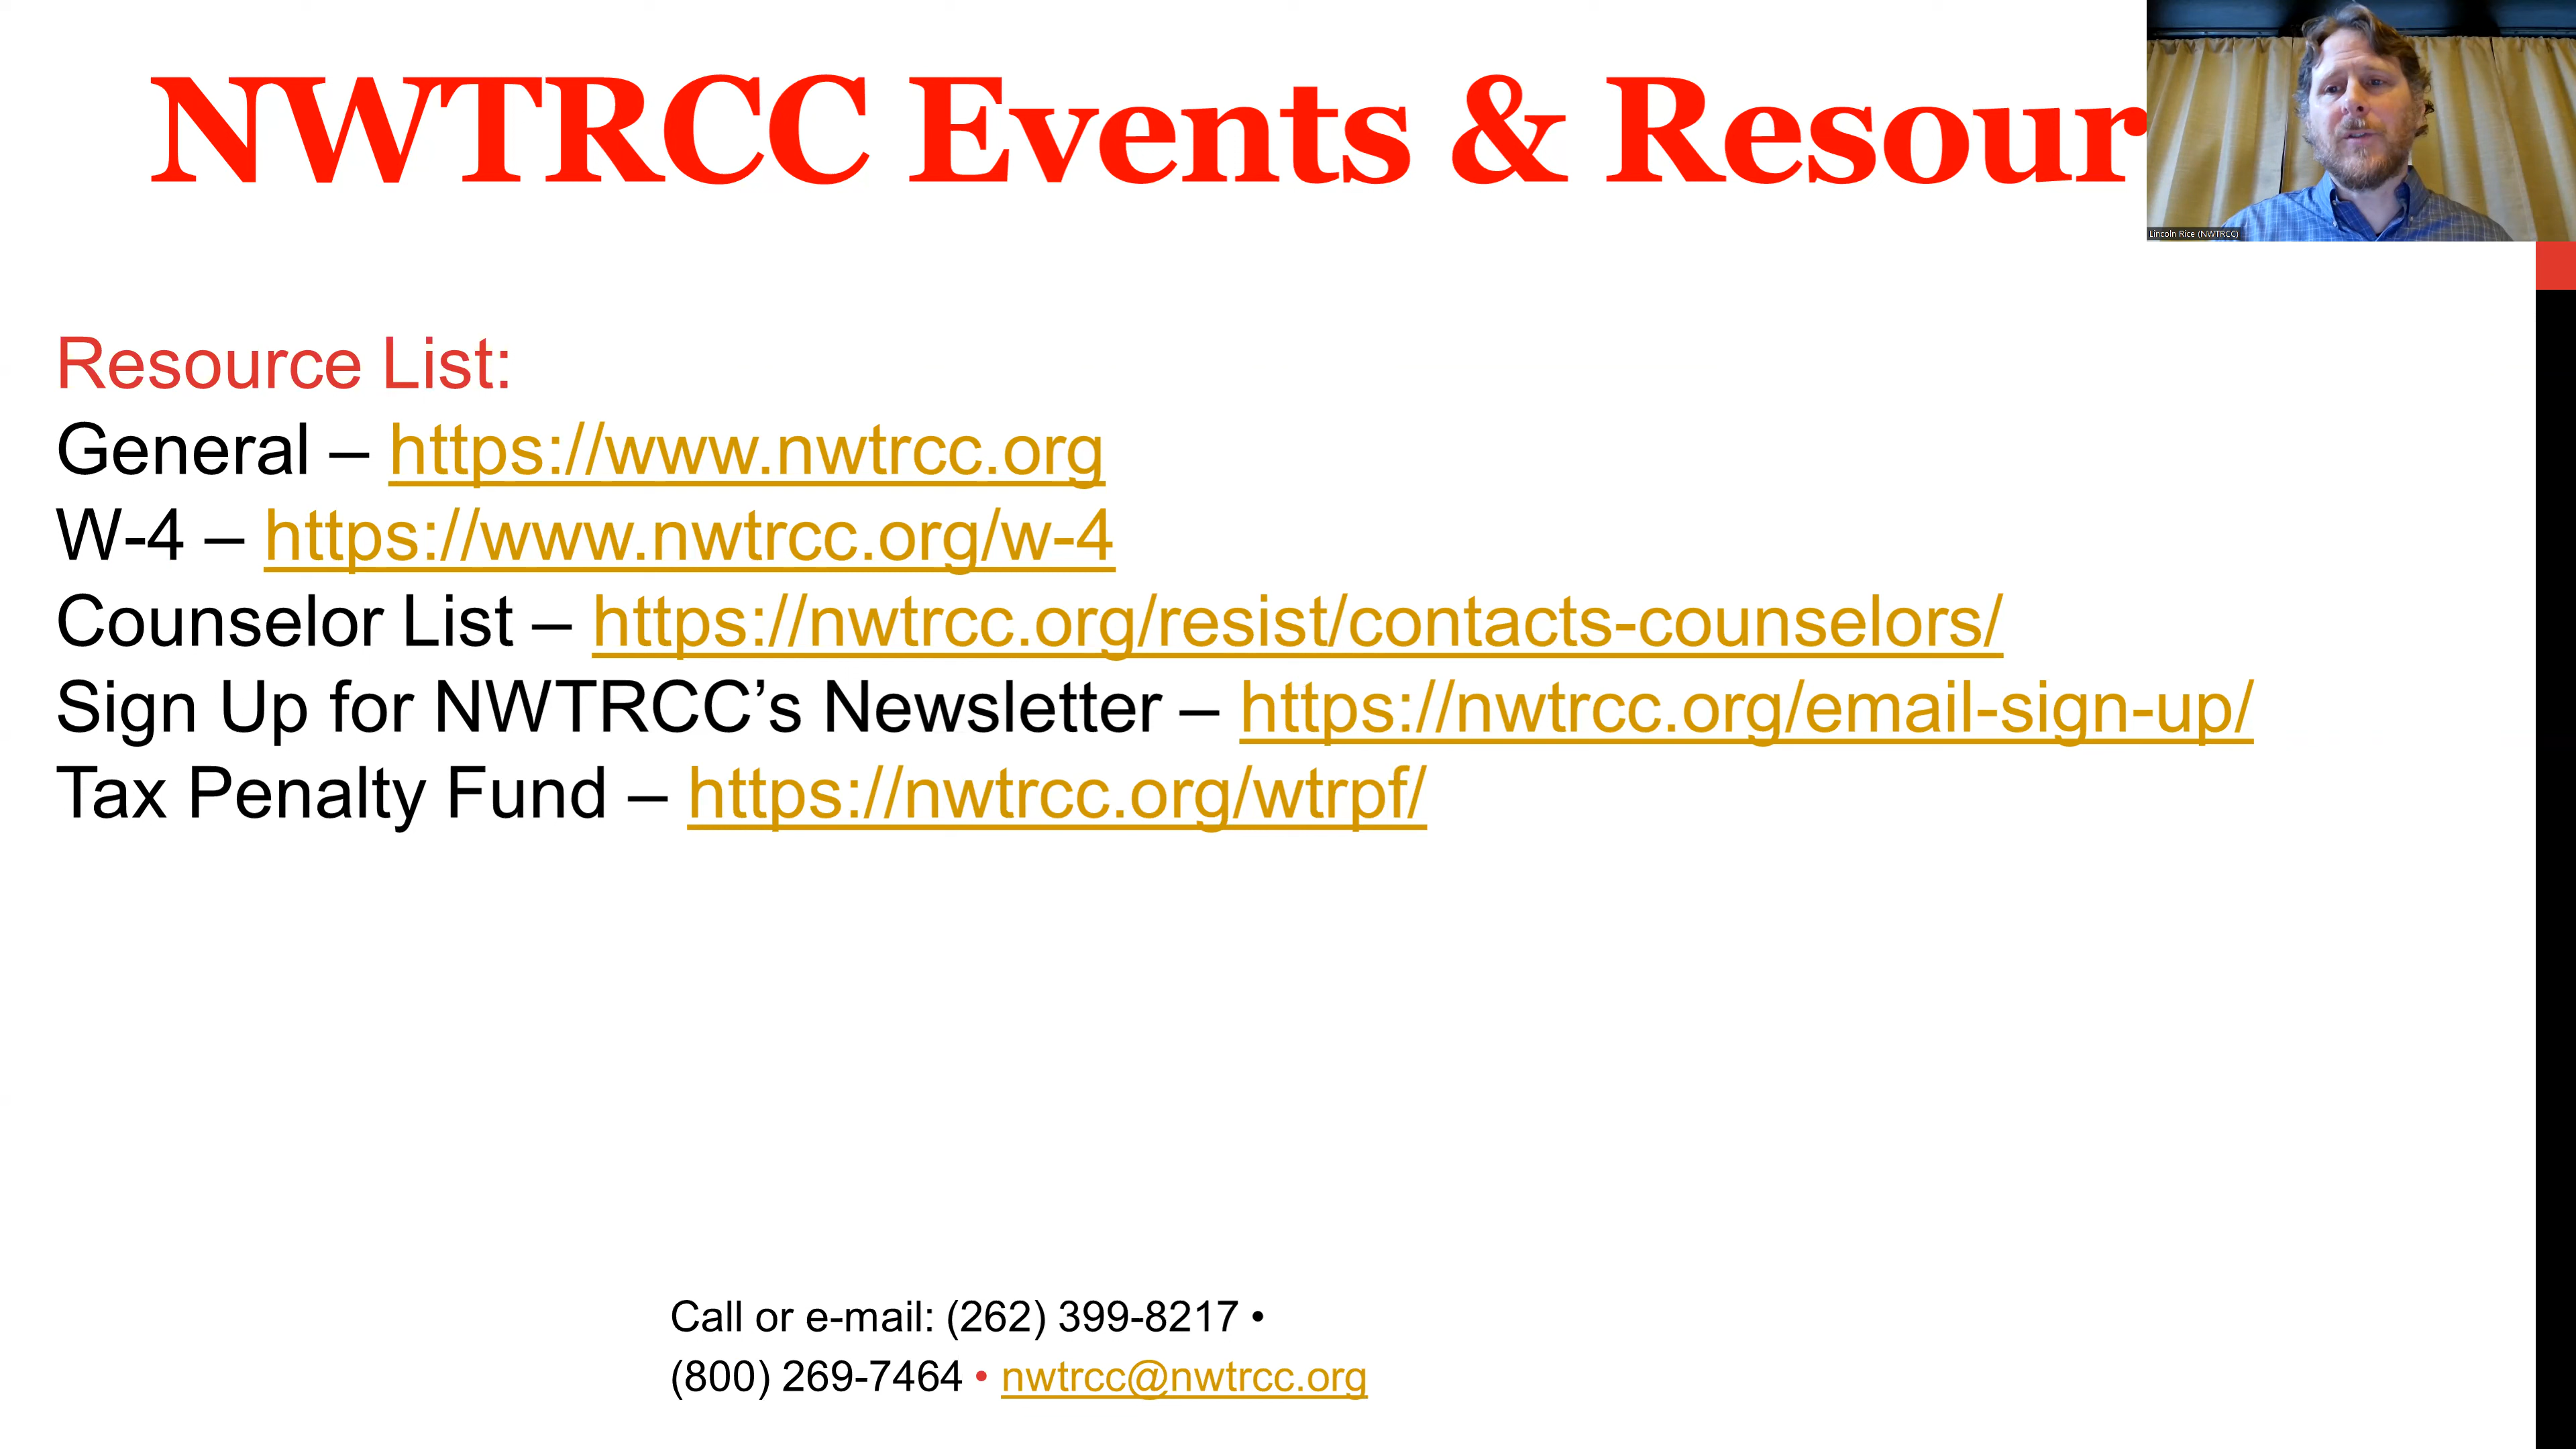 NWTRCC Events & Resour
Lincoln Rice (NWTRCC)
Resource List:
General – https://www.nwtrcc.org
W-4 – https://www.nwtrcc.org/w-4
Counselor List – https://nwtrcc.org/resist/contacts-counselors/
Sign Up for NWTRCC’s Newsletter – https://nwtrcc.org/email-sign-up/
Tax Penalty Fund – https://nwtrcc.org/wtrpf/
Call or e-mail: (262) 399-8217 •
(800) 269-7464 • nwtrcc@nwtrcc.org